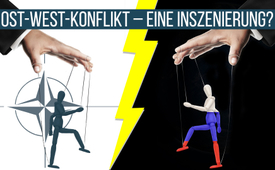 OST-WEST-KONFLIKT – EINE INSZENIERUNG?